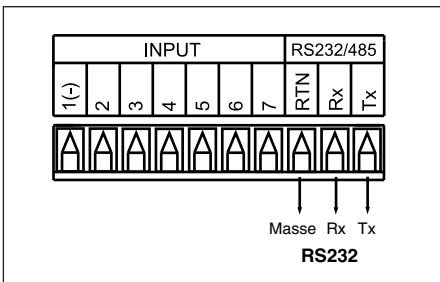 INPUT RS232/485
1(-) 2 3 4 5 6 7 RTN Rx Tx
Masse Rx Tx
RS232